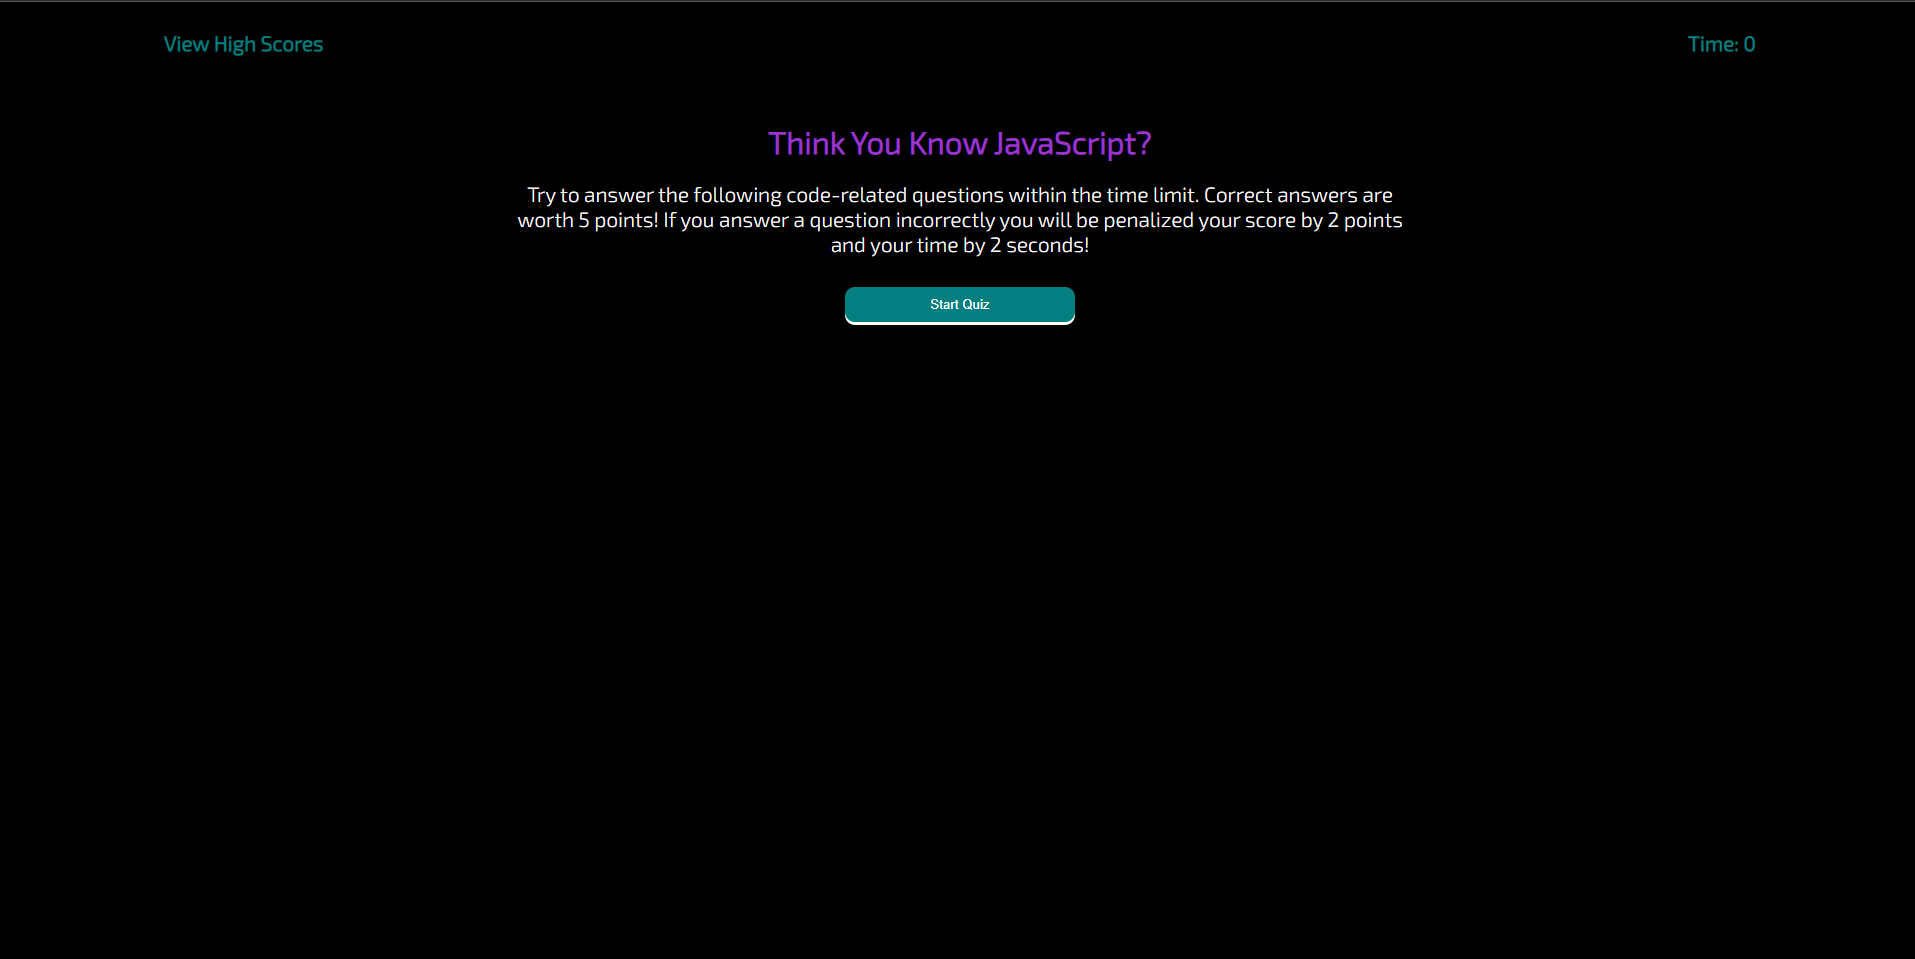 View High Scores
Time: 0
Think You Know JavaScript?
Try to answer the following code-related questions within the time limit. Correct answers are
worth 5 points! If you answer a question incorrectly you will be penalized your score by 2 points
and your time by 2 seconds!
Start Quiz